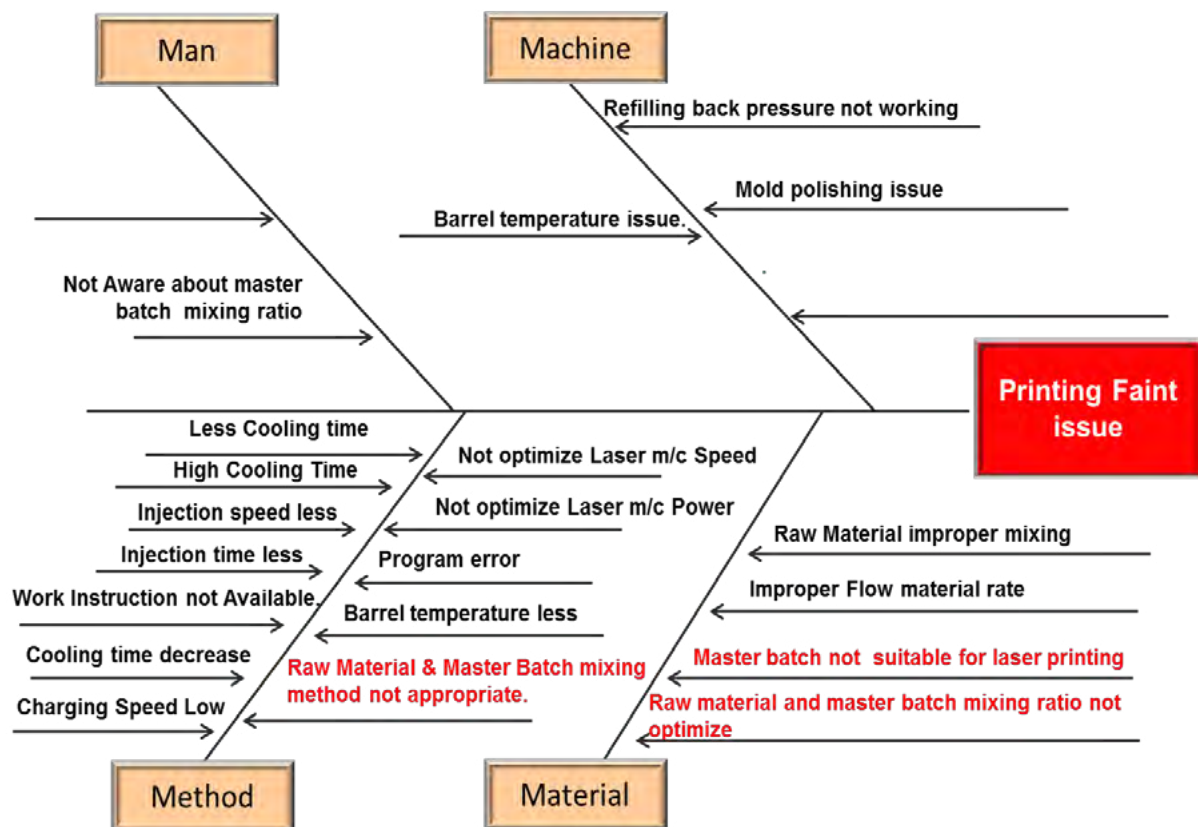 Man
Machine
Refilling back pressure not working
Mold polishing issue
Barrel temperature issue.
Not Aware about master
batch mixing ratio
Printing Faint
issue
Less Cooling time
High Cooling Time
Injection speed less
Injection time less
Work Instruction not Available.
Cooling time decrease
Charging Speed Low
Not optimize Laser m/c Speed
Not optimize Laser m/c Power
Program error
Barrel temperature less
Raw Material & Master Batch mixing
method not appropriate.
Raw Material improper mixing
Improper Flow material rate
Master batch not suitable for laser printing
Raw material and master batch mixing ratio not
optimize
Method
Material